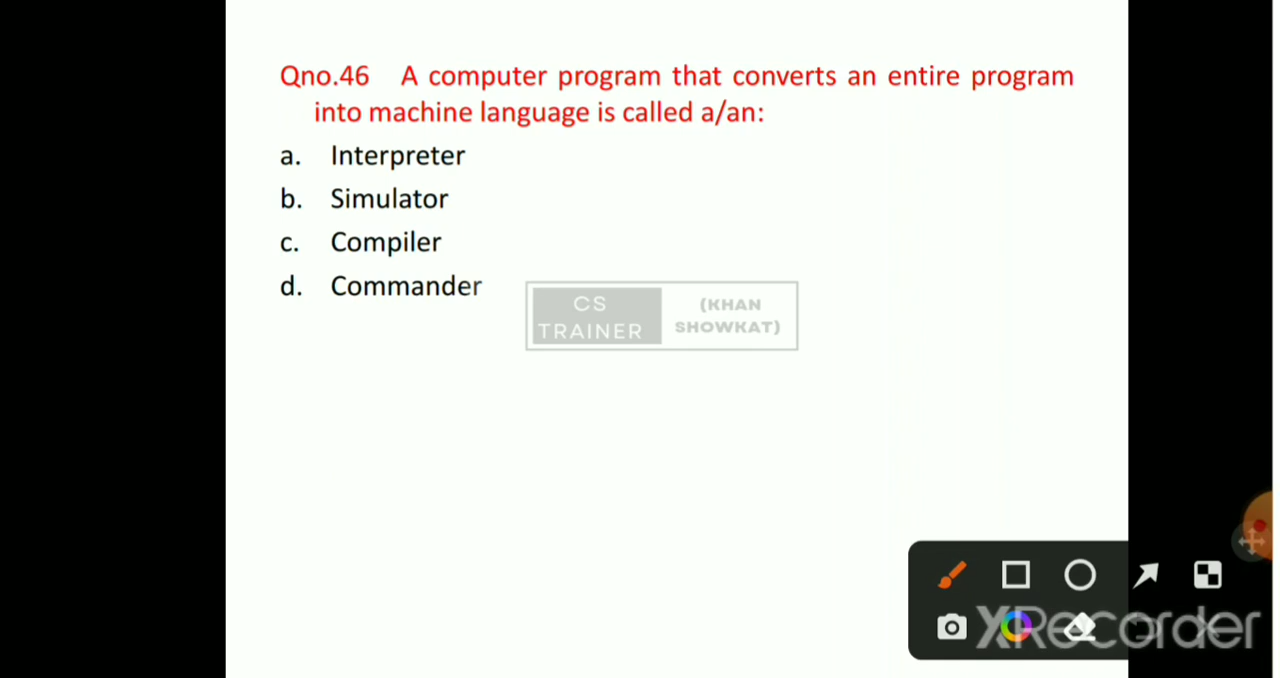 Qno.46 A computer program that converts an entire program
into machine language is called a/an:
a. Interpreter
b. Simulator
c. Compiler
d. Commander
CS
TRAINER
(KHAN
SHOWKAT)
XRecorder